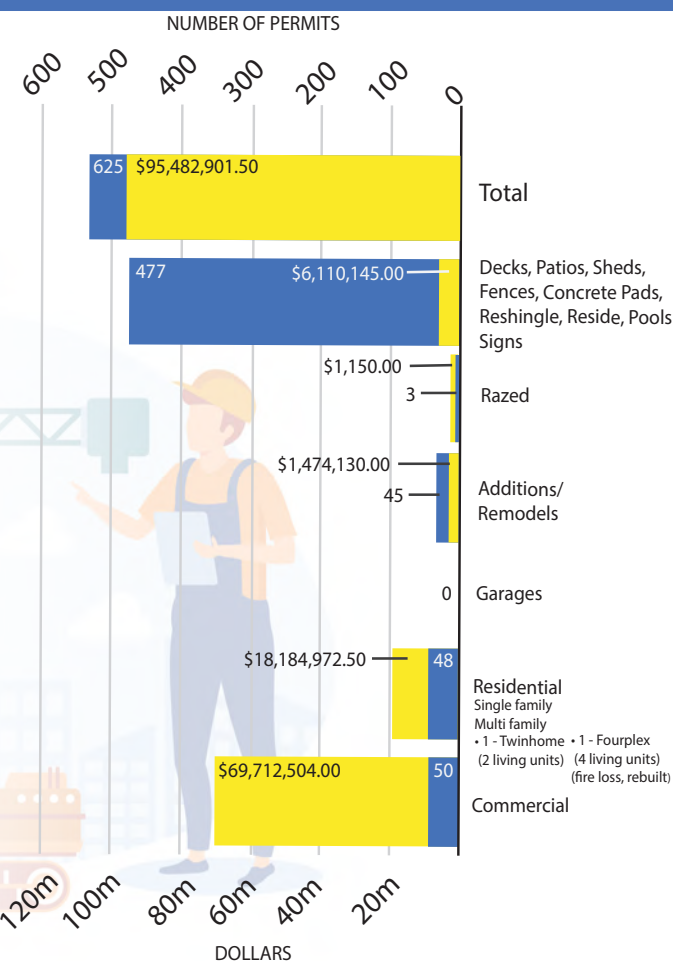 NUMBER OF PERMITS
600 500 400 300 200 100 0
625 $95,482,901.50
Total
477 $6,110,145.00
Decks, Patios, Sheds,
Fences, Concrete Pads,
Reshingle, Reside, Pools
Signs
$1,150.00
3
Razed
$1,474,130.00
45
Additions/
Remodels
0 Garages
$18,184,972.50 48
Residential
Single family
Multi family
• 1 - Twinhome • 1 - Fourplex
(2 living units) (4 living units)
(fire loss, rebuilt)
$69,712,504.00 50
Commercial
120m 100m 80m 60m 40m 20m
DOLLARS